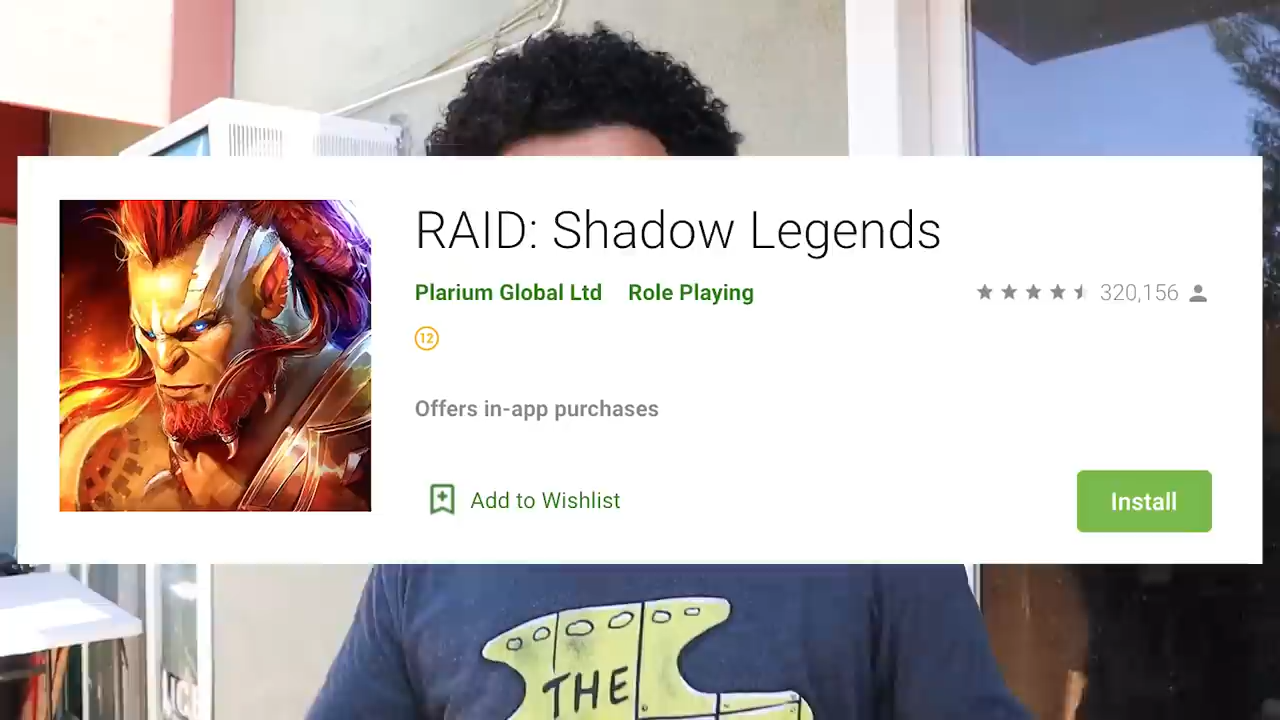 RAID: Shadow Legends
Plarium Global Ltd Role Playing
320,156
12
Offers in-app purchases
Add to Wishlist
Install
THE